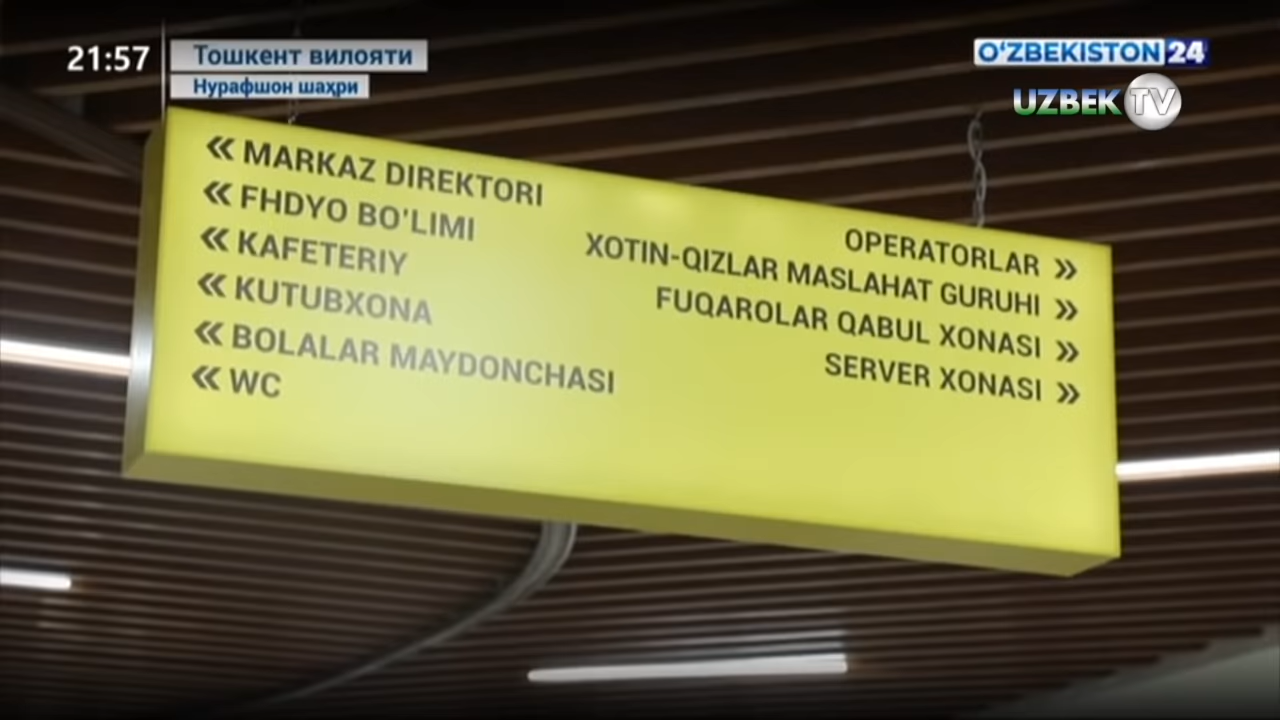 21:57
Тошкент вилояти
Нурафшон шаҳри
O‘ZBEKISTON 24
UZBEK TV
« MARKAZ DIREKTORI
« FHDYO BO'LIMI
« KAFETERIY
« KUTUBXONA
« BOLALAR MAYDONCHASI
« WC
OPERATORLAR »
XOTIN-QIZLAR MASLAHAT GURUHI »
FUQAROLAR QABUL XONASI »
SERVER XONASI »